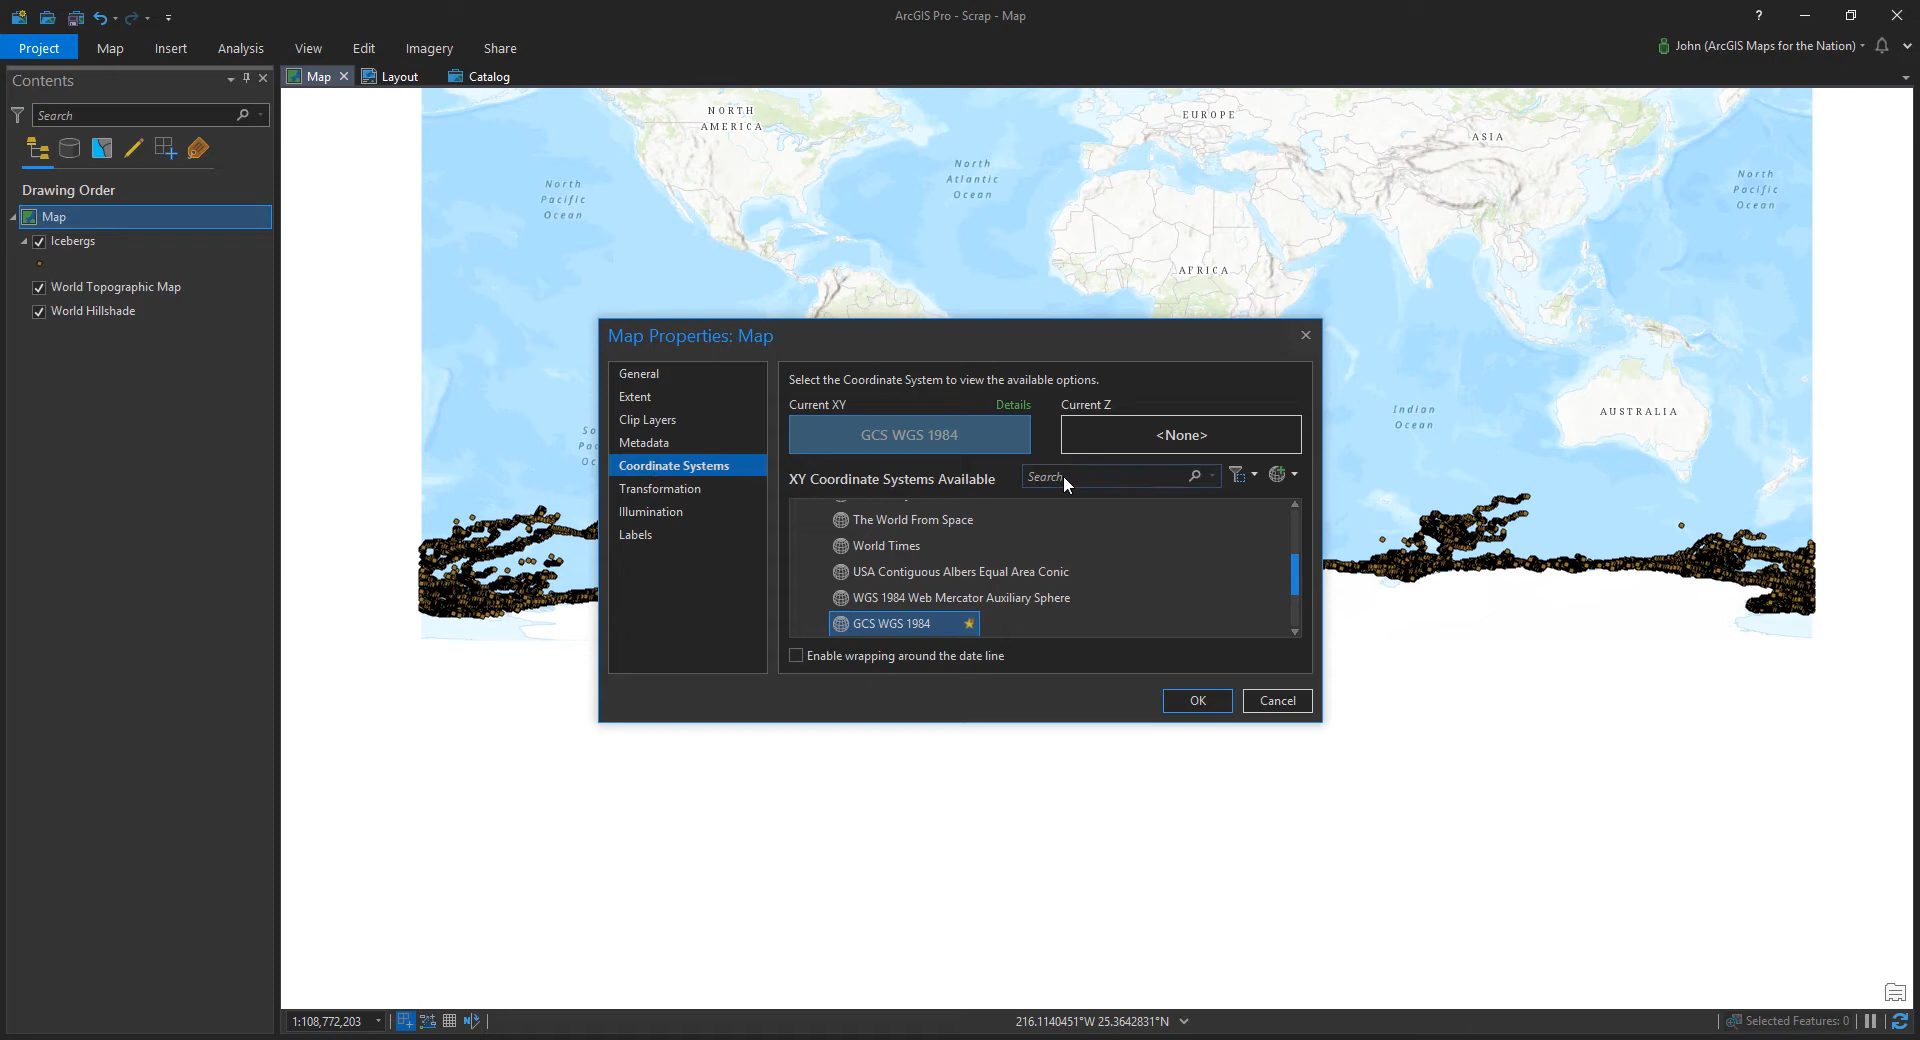 ArcGIS Pro - Scrap - Map
?
Project
Map
Insert
Analysis
View
Edit
Imagery
Share
John (ArcGIS Maps for the Nation)
Contents
Map
Layout
Catalog
Search
Drawing Order
Map
Icebergs
World Topographic Map
World Hillshade
NORTH
AMERICA
EUROPE
ASIA
North
Atlantic
Ocean
North
Pacific
Ocean
North
Pacific
Ocean
AFRICA
Indian
Ocean
AUSTRALIA
Map Properties: Map
General
Extent
Clip Layers
Metadata
Coordinate Systems
Transformation
Illumination
Labels
Select the Coordinate System to view the available options.
Current XY
Details
Current Z
GCS WGS 1984
<None>
XY Coordinate Systems Available
Search
The World From Space
World Times
USA Contiguous Albers Equal Area Conic
WGS 1984 Web Mercator Auxiliary Sphere
GCS WGS 1984
Enable wrapping around the date line
OK
Cancel
1:108,772,203
216.1140451°W 25.3642831°N
Selected Features: 0